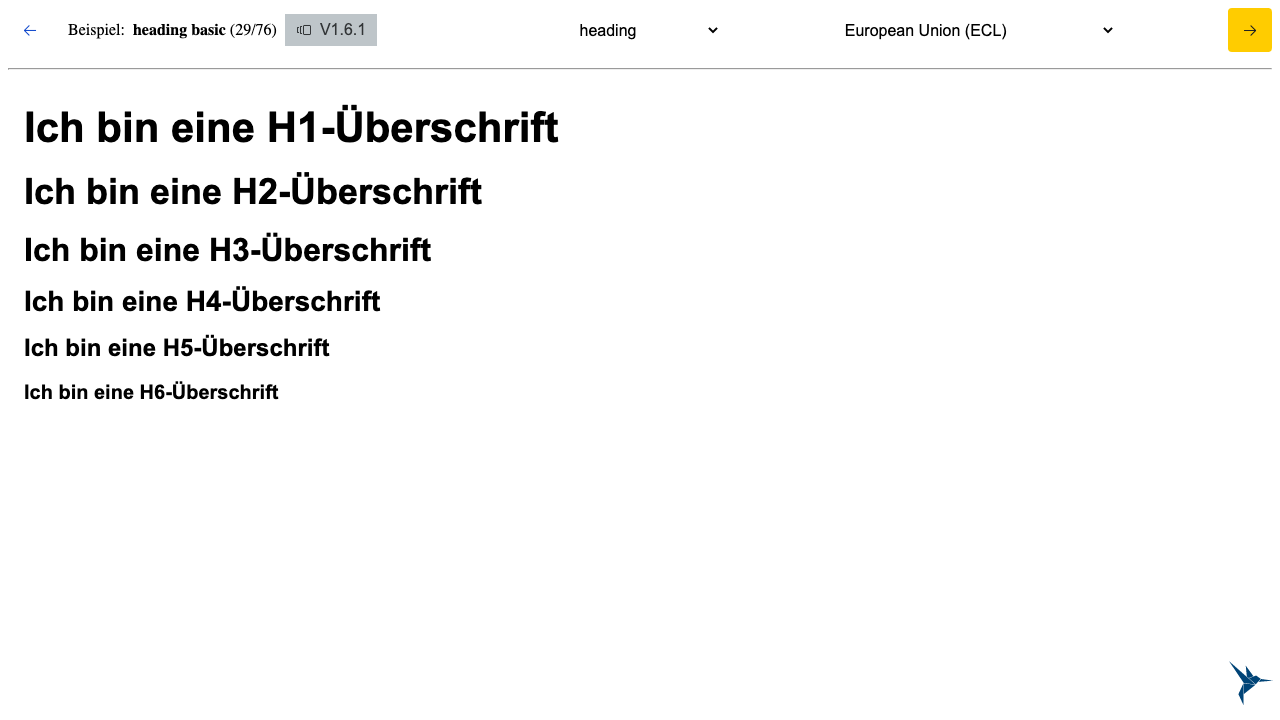 Beispiel: heading basic (29/76) V1.6.1 heading European Union (ECL)
Ich bin eine H1-Überschrift
Ich bin eine H2-Überschrift
Ich bin eine H3-Überschrift
Ich bin eine H4-Überschrift
Ich bin eine H5-Überschrift
Ich bin eine H6-Überschrift